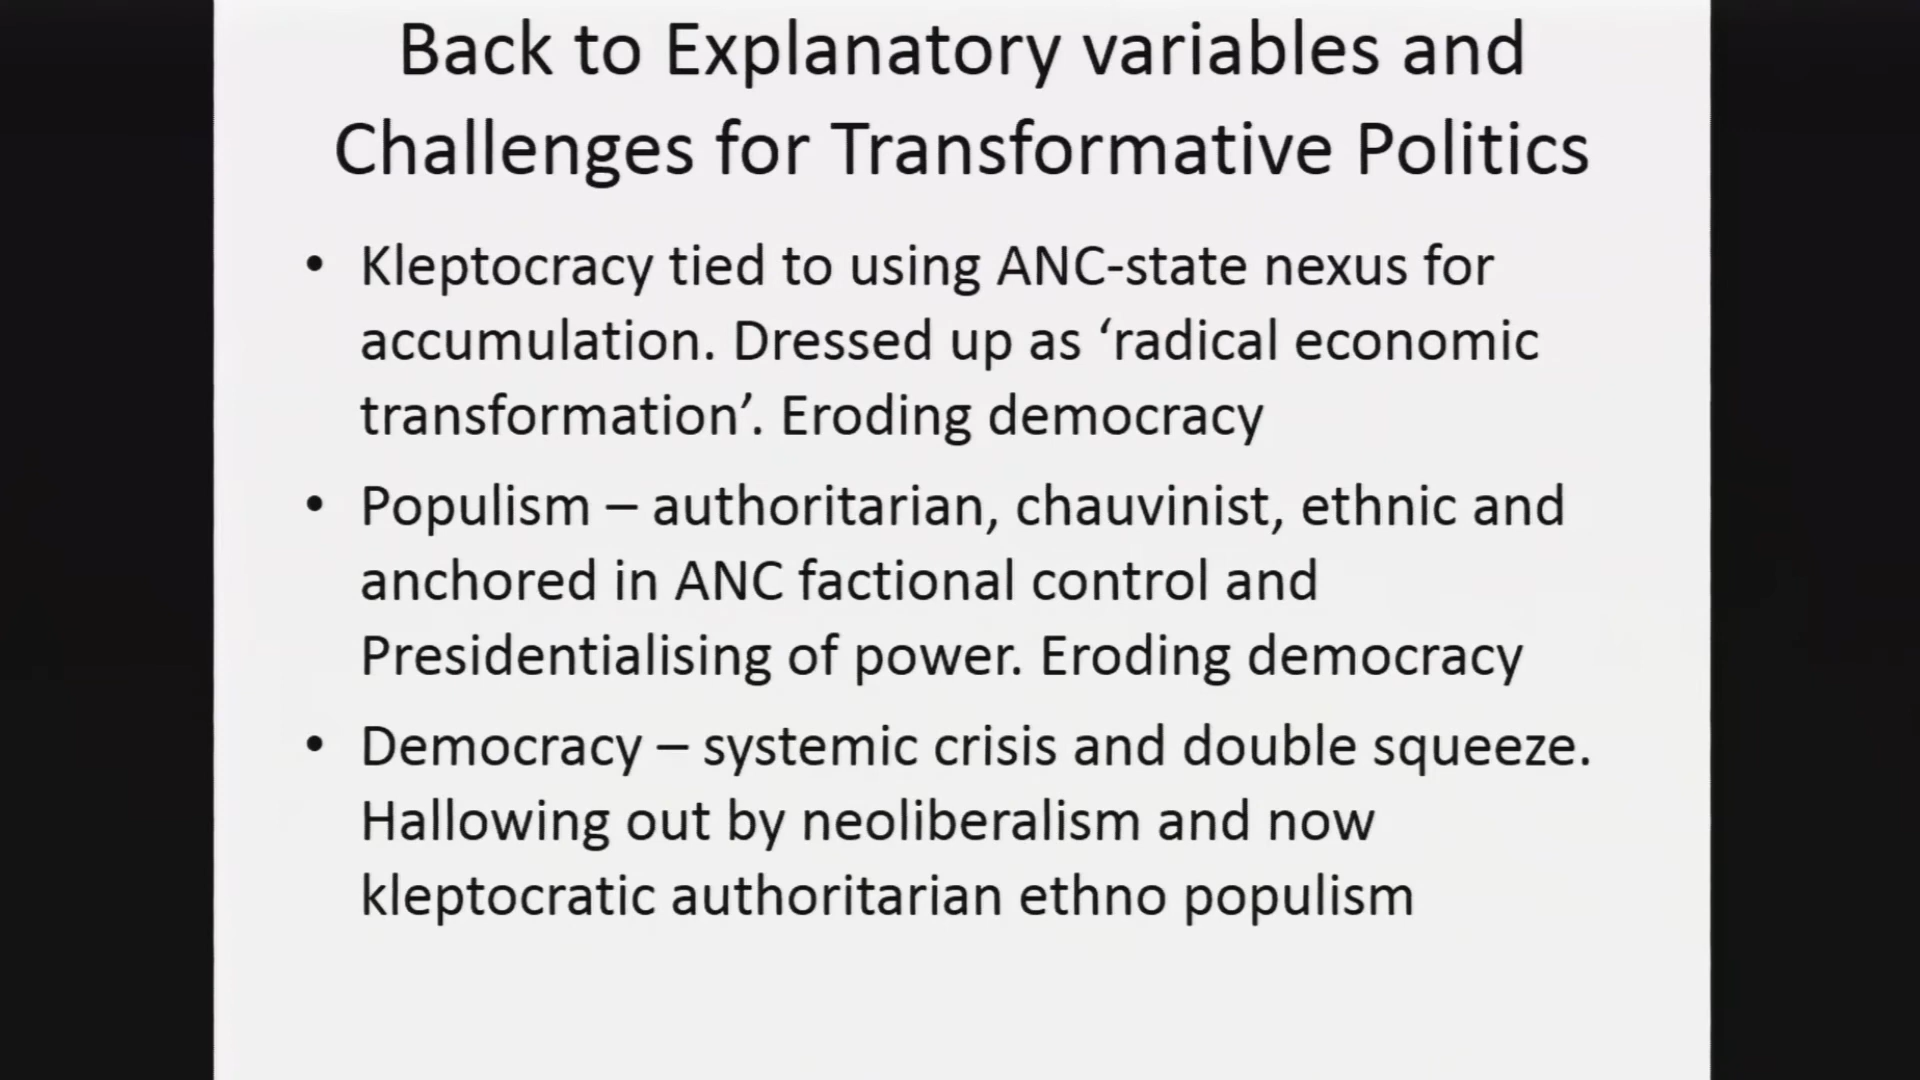 Back to Explanatory variables and
Challenges for Transformative Politics
• Kleptocracy tied to using ANC-state nexus for
accumulation. Dressed up as ‘radical economic
transformation’. Eroding democracy
• Populism – authoritarian, chauvinist, ethnic and
anchored in ANC factional control and
Presidentialising of power. Eroding democracy
• Democracy – systemic crisis and double squeeze.
Hallowing out by neoliberalism and now
kleptocratic authoritarian ethno populism